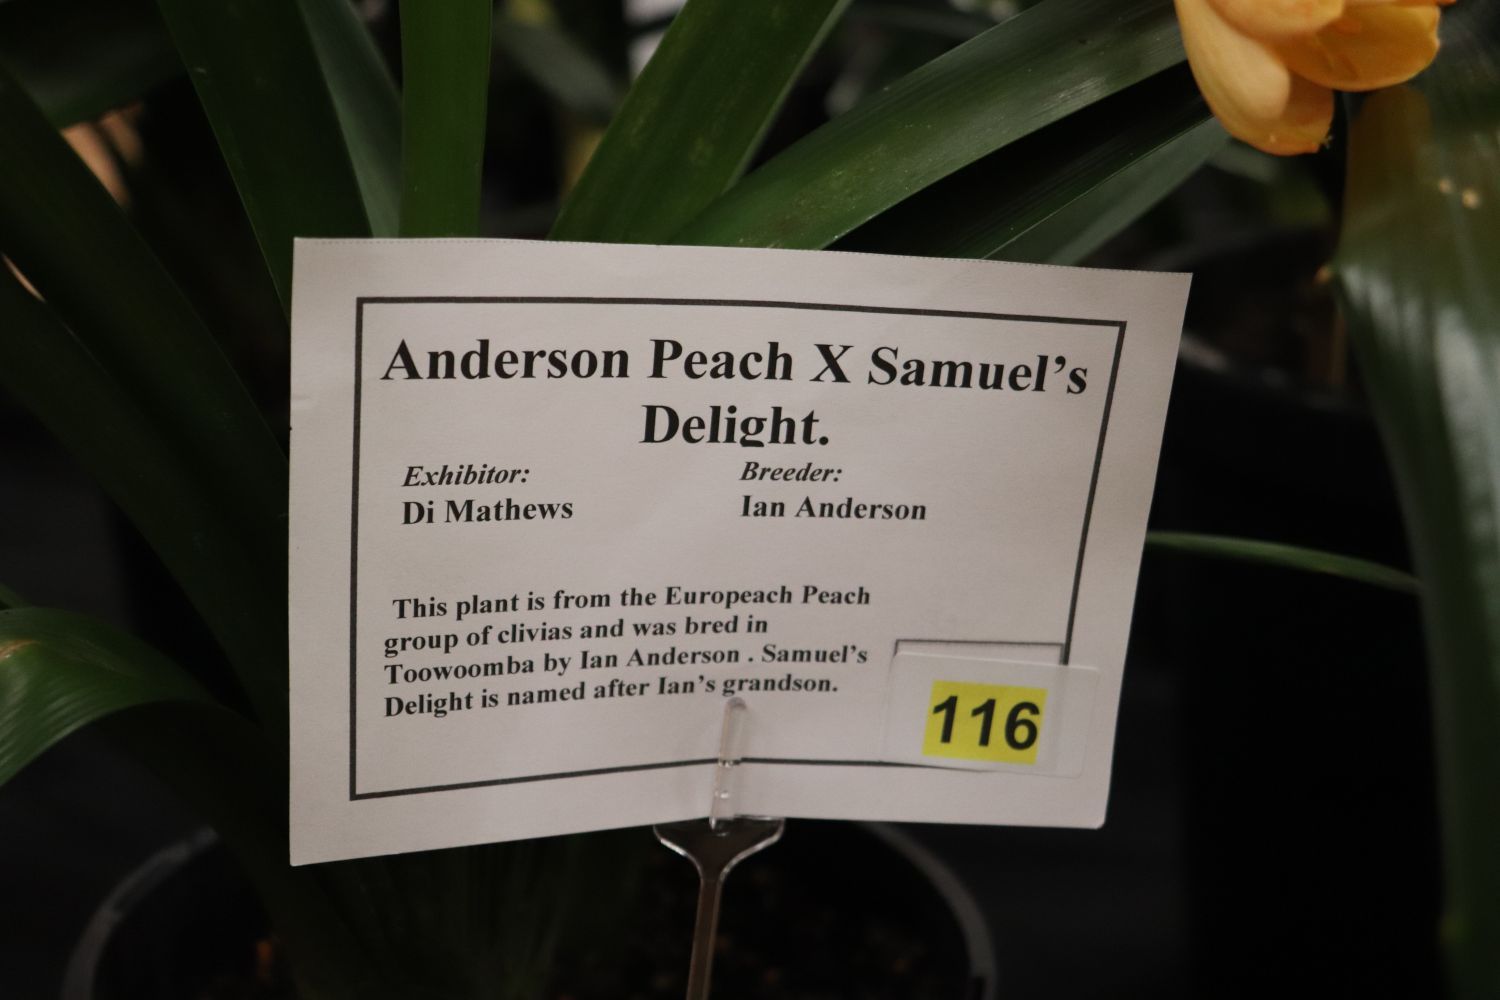 Anderson Peach X Samuel's
Delight.
Exhibitor:
Di Mathews
Breeder:
Ian Anderson
This plant is from the Europeach Peach
group of clivias and was bred in
Toowoomba by Ian Anderson . Samuel's
Delight is named after Ian's grandson.
116